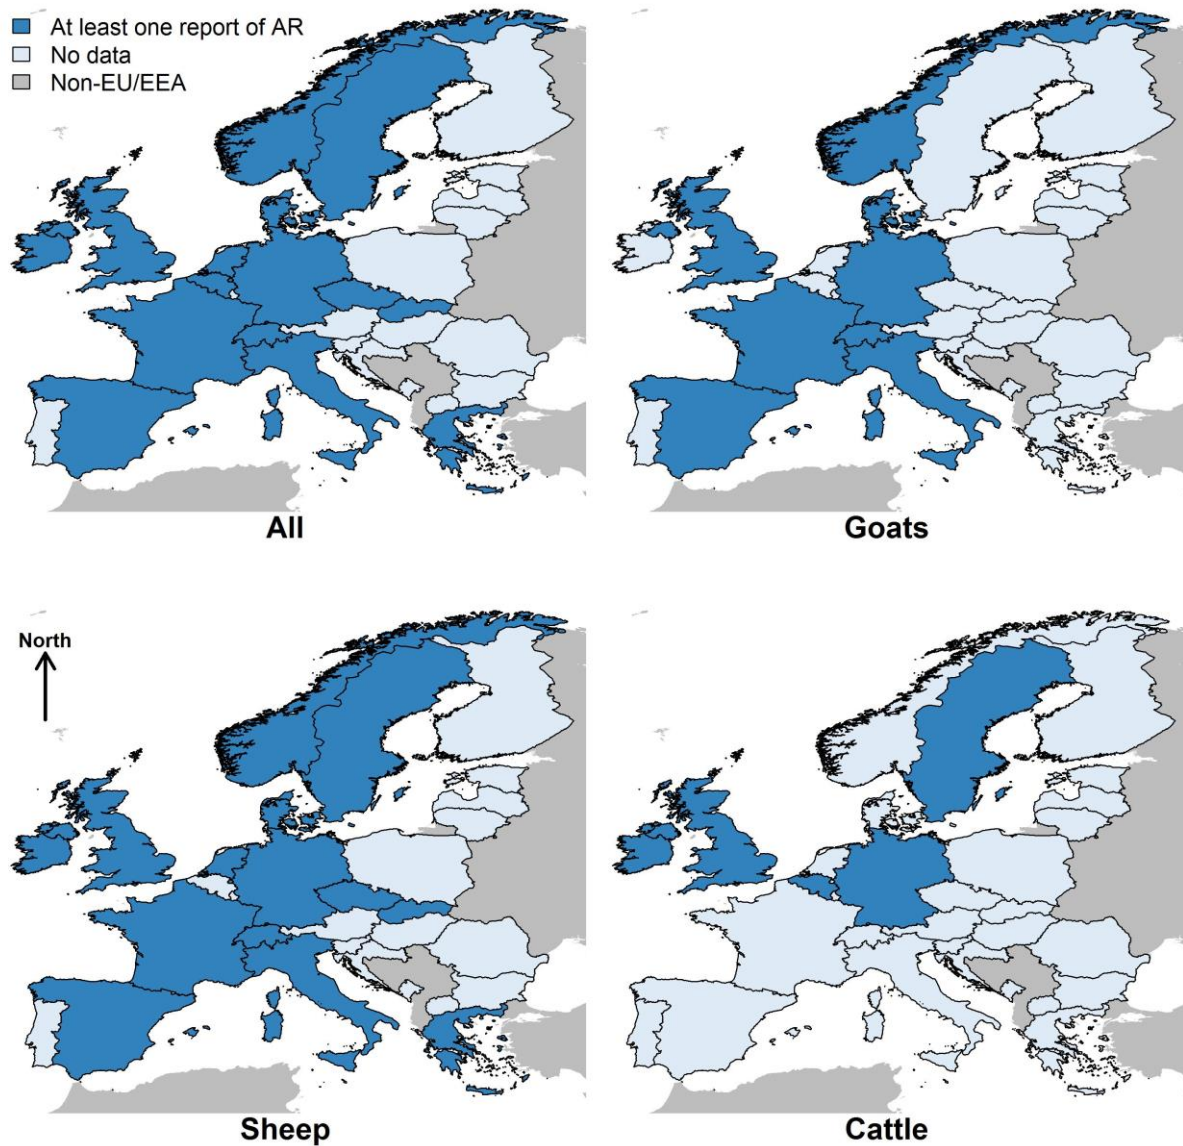 At least one report of AR
No data
Non-EU/EEA
All
Goats
North
Sheep
Cattle